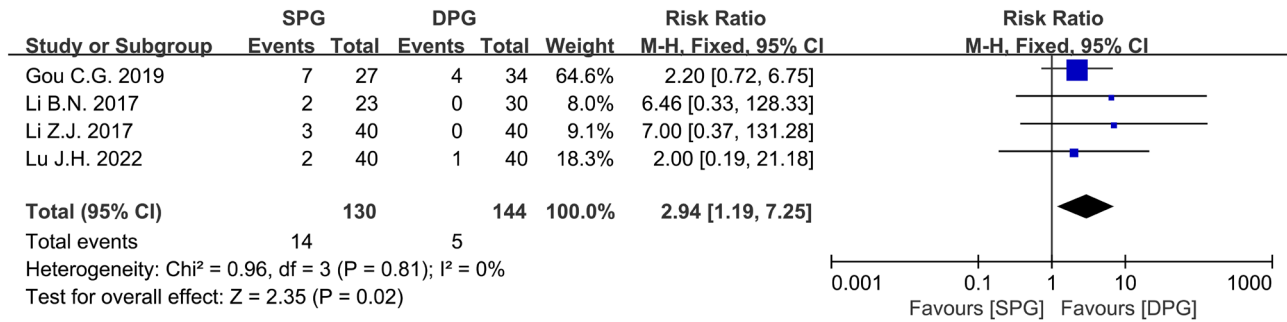 SPG DPG Risk Ratio Risk Ratio
Study or Subgroup Events Total Events Total Weight M-H, Fixed, 95% CI M-H, Fixed, 95% CI
Gou C.G. 2019 7 27 4 34 64.6% 2.20 [0.72, 6.75]
Li B.N. 2017 2 23 0 30 8.0% 6.46 [0.33, 128.33]
Li Z.J. 2017 3 40 0 40 9.1% 7.00 [0.37, 131.28]
Lu J.H. 2022 2 40 1 40 18.3% 2.00 [0.19, 21.18]
Total (95% CI) 130 144 100.0% 2.94 [1.19, 7.25]
Total events 14 5
Heterogeneity: Chi² = 0.96, df = 3 (P = 0.81); I² = 0%
Test for overall effect: Z = 2.35 (P = 0.02)
0.001 0.1 1 10 1000
Favours [SPG] Favours [DPG]